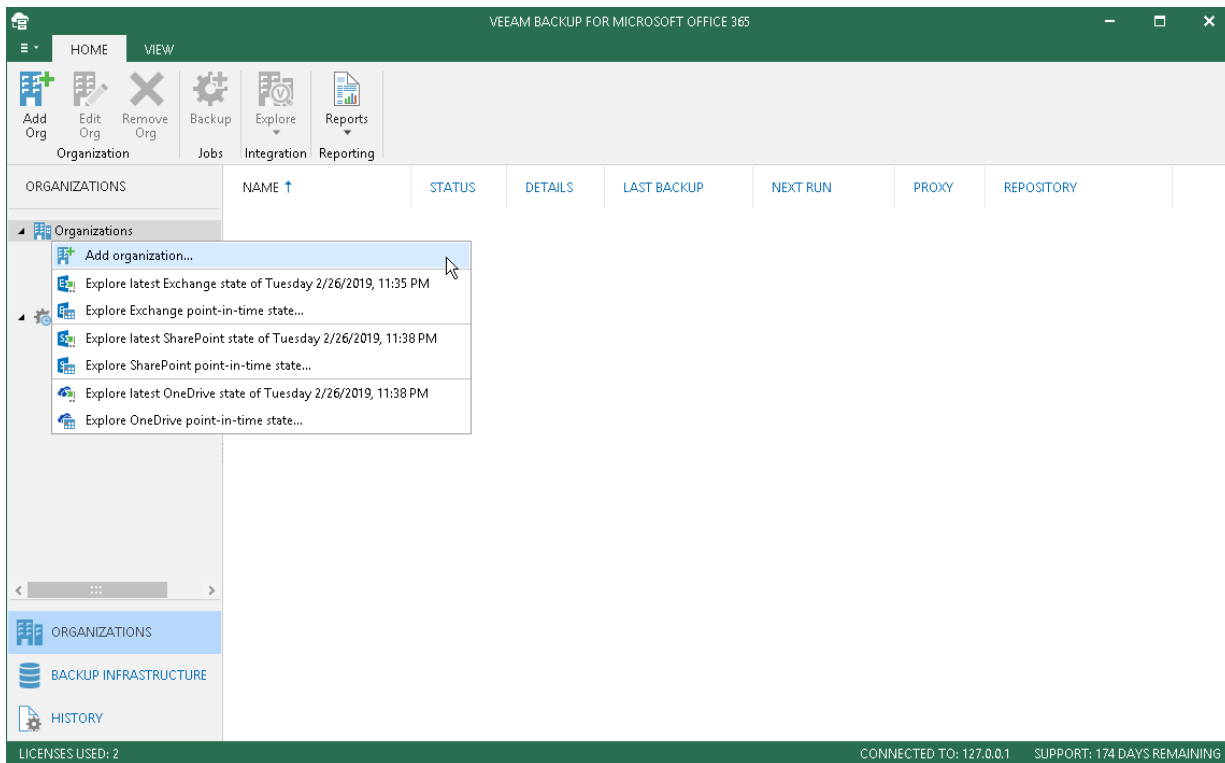 VEEAM BACKUP FOR MICROSOFT OFFICE 365
HOME VIEW
Add Org
Edit Org
Remove Org
Backup
Explore
Reports
Organization
Jobs
Integration
Reporting
ORGANIZATIONS
NAME STATUS DETAILS LAST BACKUP NEXT RUN PROXY REPOSITORY
Organizations
Add organization...
Explore latest Exchange state of Tuesday 2/26/2019, 11:35 PM
Explore Exchange point-in-time state...
Explore latest SharePoint state of Tuesday 2/26/2019, 11:38 PM
Explore SharePoint point-in-time state...
Explore latest OneDrive state of Tuesday 2/26/2019, 11:38 PM
Explore OneDrive point-in-time state...
ORGANIZATIONS
BACKUP INFRASTRUCTURE
HISTORY
LICENSES USED: 2
CONNECTED TO: 127.0.0.1
SUPPORT: 174 DAYS REMAINING